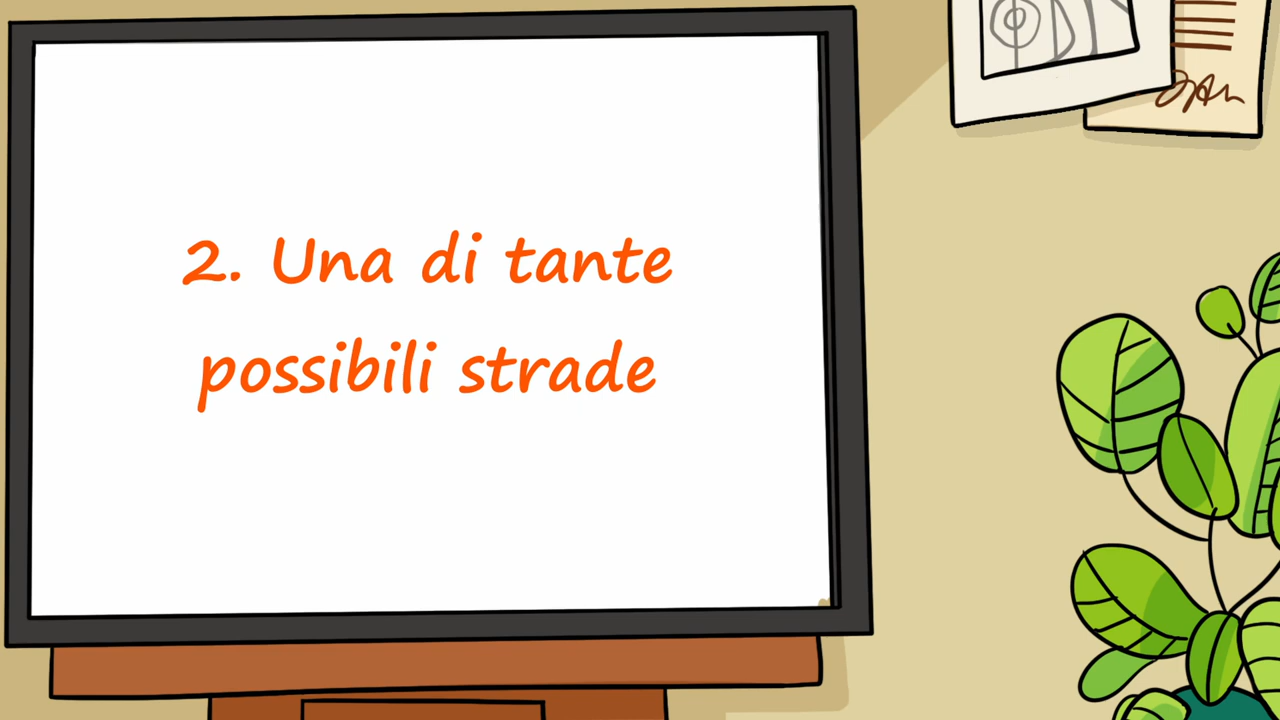 2. Una di tante
possibili strade